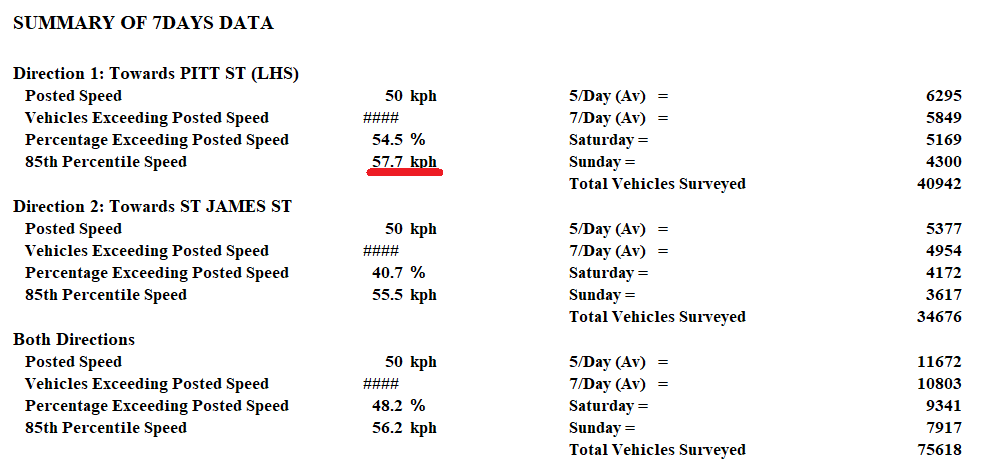 SUMMARY OF 7DAYS DATA
Direction 1: Towards PITT ST (LHS)
Posted Speed 50 kph 5/Day (Av) = 6295
Vehicles Exceeding Posted Speed #### 7/Day (Av) = 5849
Percentage Exceeding Posted Speed 54.5 % Saturday = 5169
85th Percentile Speed 57.7 kph Sunday = 4300
Total Vehicles Surveyed 40942
Direction 2: Towards ST JAMES ST
Posted Speed 50 kph 5/Day (Av) = 5377
Vehicles Exceeding Posted Speed #### 7/Day (Av) = 4954
Percentage Exceeding Posted Speed 40.7 % Saturday = 4172
85th Percentile Speed 55.5 kph Sunday = 3617
Total Vehicles Surveyed 34676
Both Directions
Posted Speed 50 kph 5/Day (Av) = 11672
Vehicles Exceeding Posted Speed #### 7/Day (Av) = 10803
Percentage Exceeding Posted Speed 48.2 % Saturday = 9341
85th Percentile Speed 56.2 kph Sunday = 7917
Total Vehicles Surveyed 75618